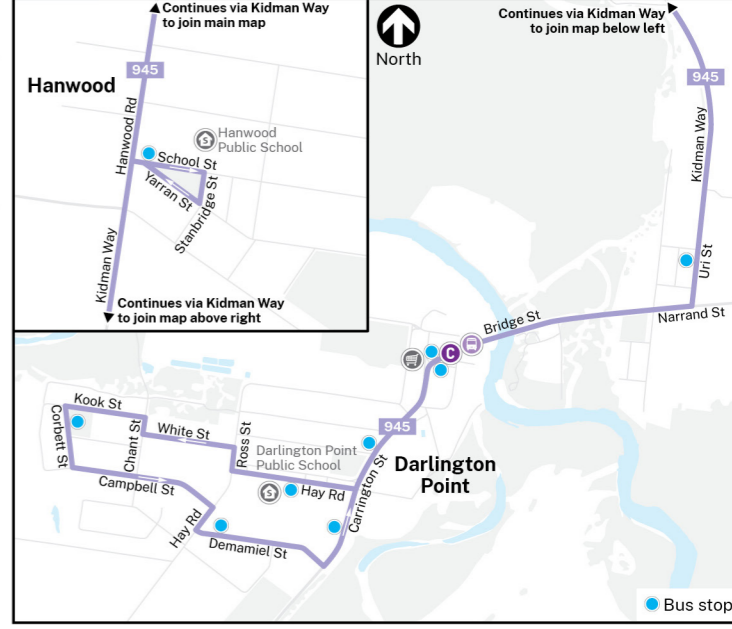 Continues via Kidman Way
to join main map
945
Hanwood
Hanwood Rd
S
Hanwood
Public School
School St
Yarran St
Stanbridge St
Kidman Way
Continues via Kidman Way
to join map above right
North
Continues via Kidman Way
to join map below left
945
Kidman Way
Uri St
Narrand St
Bridge St
C
945
Darlington
Point
Carrington St
Kook St
Corbett St
Chant St
White St
Ross St
Darlington Point
Public School
S
Hay Rd
Campbell St
Hay Rd
Demamiel St
Bus stop